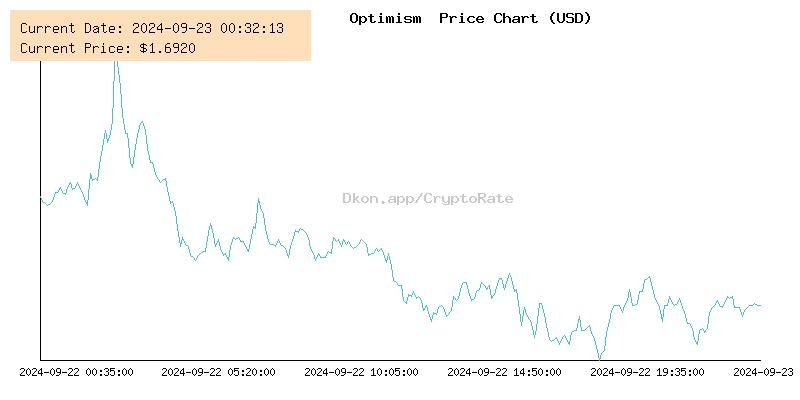 Optimism Price Chart (USD)
Current Date: 2024-09-23 00:32:13
Current Price: $1.6920
Dkon.app/CryptoRate
2024-09-22 00:35:00 2024-09-22 05:20:00 2024-09-22 10:05:00 2024-09-22 14:50:00 2024-09-22 19:35:00 2024-09-23